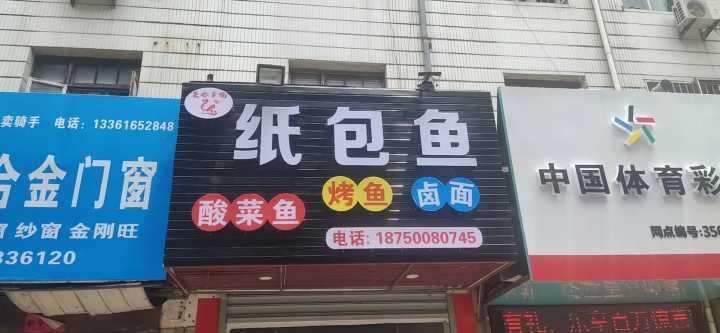 卖骑手 电话: 13361652848
合金门窗
窗 纱窗 金刚旺
336120
纸包鱼
酸菜鱼 烤鱼 卤面
电话: 18750080745
中国体育彩
网点编号:356